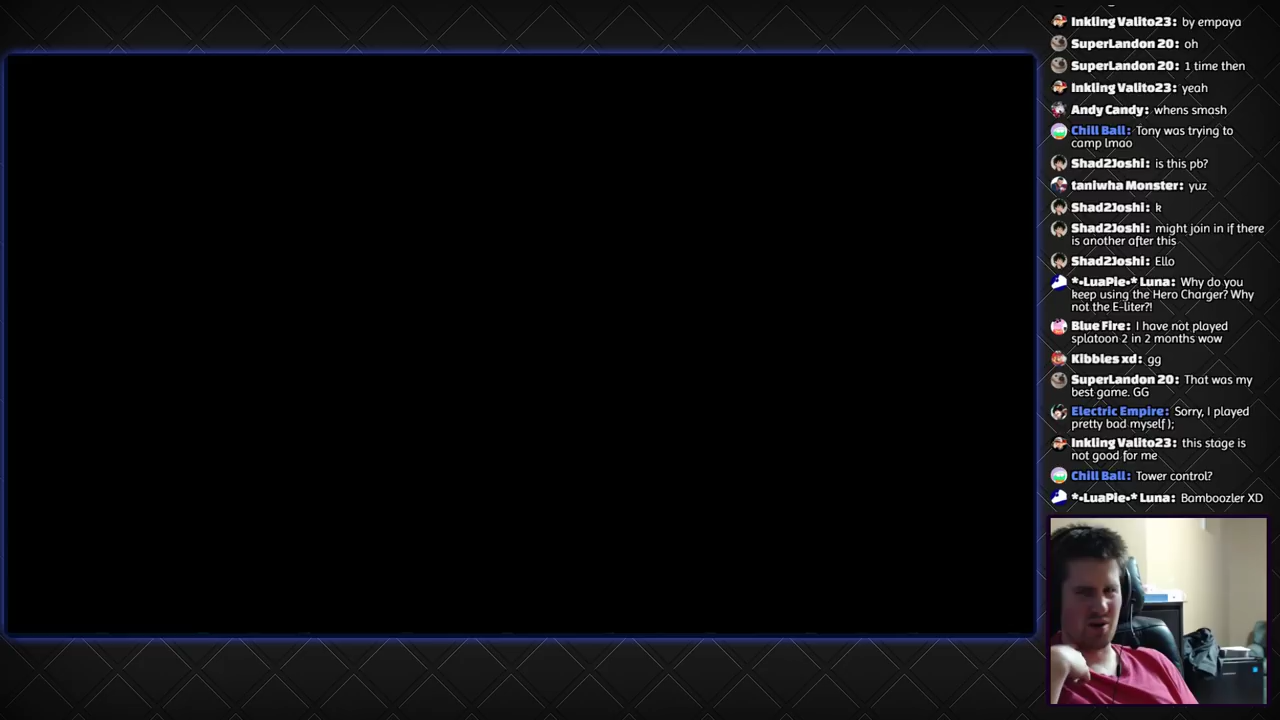 Inkling Valito23: by empaya
SuperLandon 20: oh
SuperLandon 20: 1 time then
Inkling Valito23: yeah
Andy Candy: whens smash
Chill Ball: Tony was trying to
camp lmao
Shad2Joshi: is this pb?
taniwha Monster: yuz
Shad2Joshi: k
Shad2Joshi: might join in if there
is another after this
Shad2Joshi: Ello
*•LuaPie•* Luna: Why do you
keep using the Hero Charger? Why
not the E-liter?!
Blue Fire: I have not played
splatoon 2 in 2 months wow
Kibbles xd: gg
SuperLandon 20: That was my
best game. GG
Electric Empire: Sorry, I played
pretty bad myself );
Inkling Valito23: this stage is
not good for me
Chill Ball: Tower control?
*•LuaPie•* Luna: Bamboozler XD